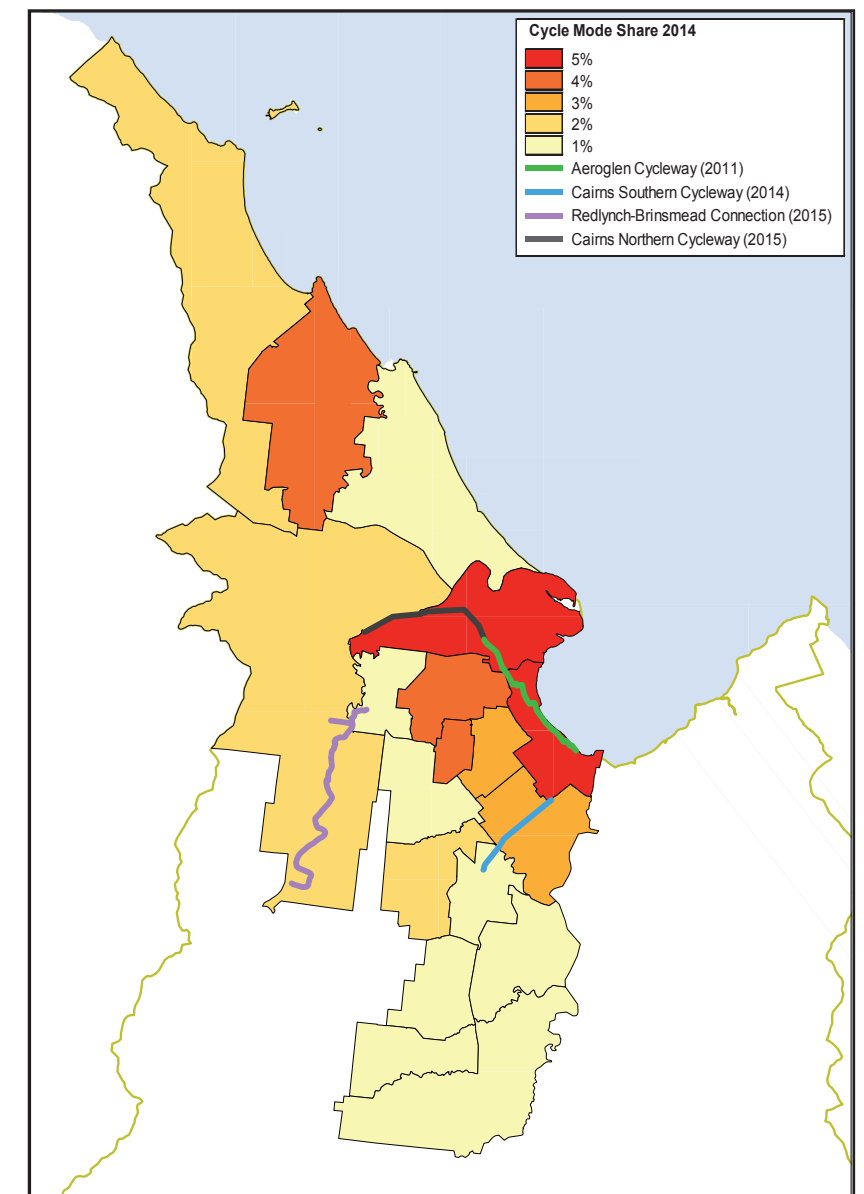 Cycle Mode Share 2014
5%
4%
3%
2%
1%
Aeroglen Cycleway (2011)
Cairns Southern Cycleway (2014)
Redlynch-Brinsmead Connection (2015)
Cairns Northern Cycleway (2015)